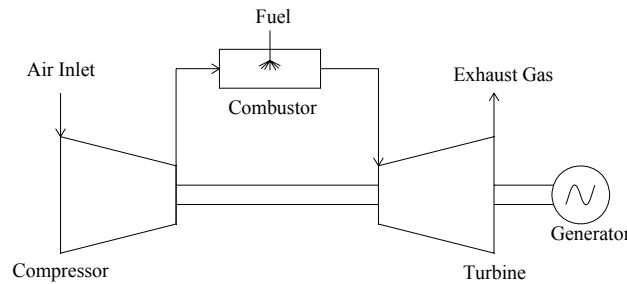 Fuel
Air Inlet
Exhaust Gas
Combustor
Generator
Compressor
Turbine